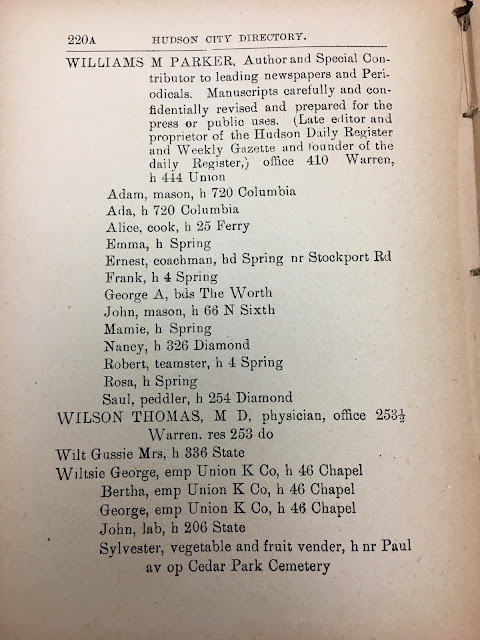 220A HUDSON CITY DIRECTORY.
WILLIAMS M PARKER, Author and Special Con-
tributor to leading newspapers and Peri-
odicals. Manuscripts carefully and con-
fidentially revised and prepared for the
press or public uses. (Late editor and
proprietor of the Hudson Daily Register
and Weekly Gazette and founder of the
daily Register,) office 410 Warren,
h 444 Union
Adam, mason, h 720 Columbia
Ada, h 720 Columbia
Alice, cook, h 25 Ferry
Emma, h Spring
Ernest, coachman, hd Spring nr Stockport Rd
Frank, h 4 Spring
George A, bds The Worth
John, mason, h 66 N Sixth
Mamie, h Spring
Nancy, h 326 Diamond
Robert, teamster, h 4 Spring
Rosa, h Spring
Saul, peddler, h 254 Diamond
WILSON THOMAS, M D, physician, office 253½
Warren. res 253 do
Wilt Gussie Mrs, h 336 State
Wiltsie George, emp Union K Co, h 46 Chapel
Bertha, emp Union K Co, h 46 Chapel
George, emp Union K Co, h 46 Chapel
John, lab, h 206 State
Sylvester, vegetable and fruit vender, h nr Paul
av op Cedar Park Cemetery